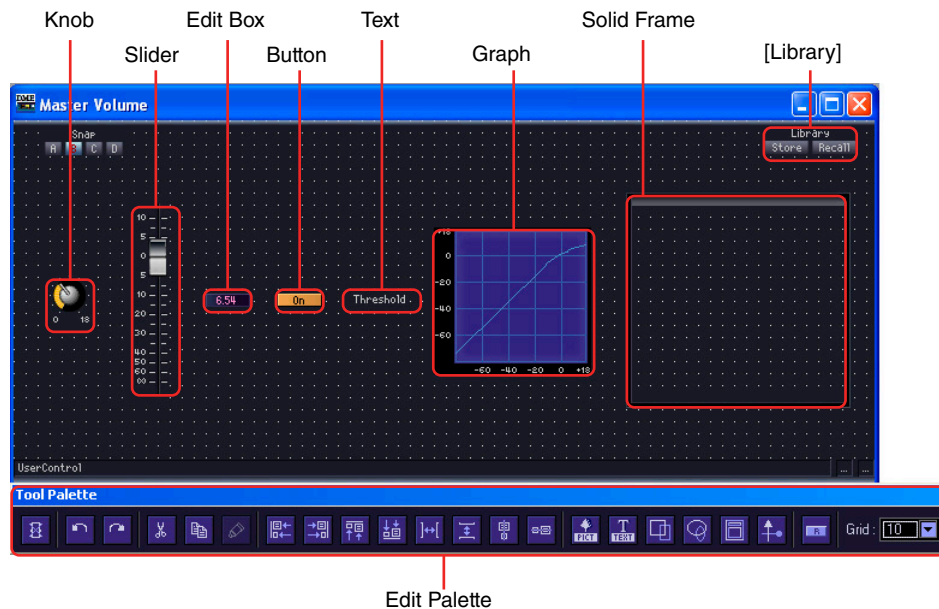 Knob Edit Box Text Solid Frame
Slider Button Graph [Library]
Master Volume
Snap
A B C D
Library
Store Recall
10
5
0
5
10
20
30
40
50
60
∞
0 18
6.54
On
Threshold
+18
0
-20
-40
-60
-60 -40 -20 0 +18
UserControl
... ...
Tool Palette
PICT TEXT A Grid : 10
Edit Palette